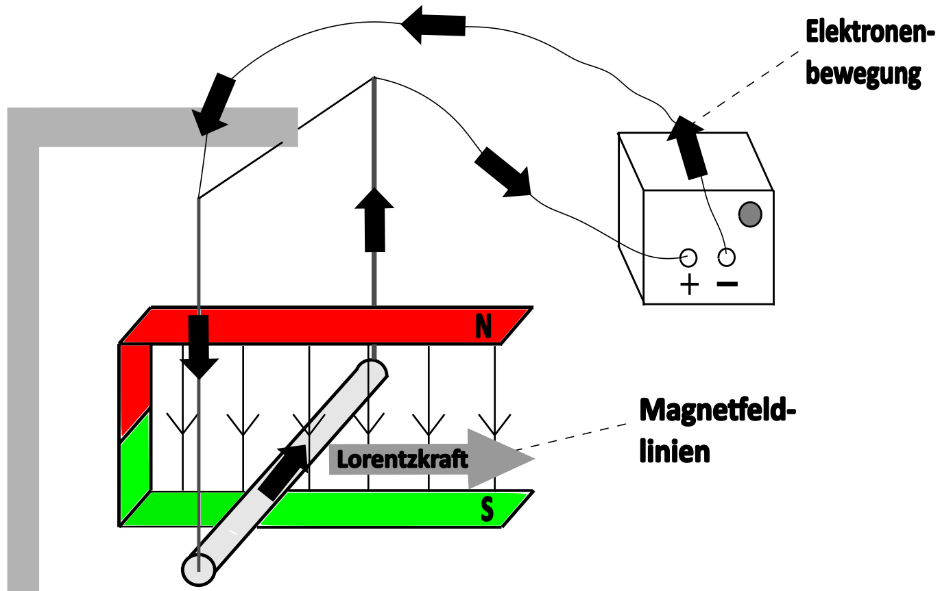 Elektronen-
bewegung
+ −
N
Magnetfeld-
linien
Lorentzkraft
S